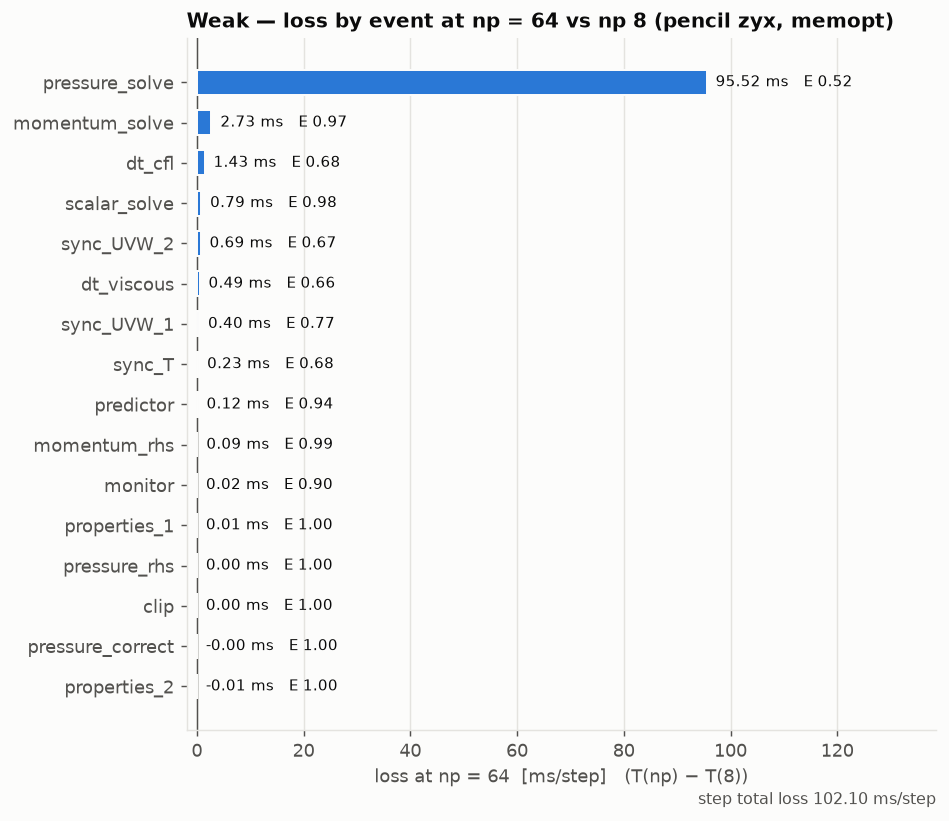 Weak — loss by event at np = 64 vs np 8 (pencil zyx, memopt)
pressure_solve 95.52 ms E 0.52
momentum_solve 2.73 ms E 0.97
dt_cfl 1.43 ms E 0.68
scalar_solve 0.79 ms E 0.98
sync_UVW_2 0.69 ms E 0.67
dt_viscous 0.49 ms E 0.66
sync_UVW_1 0.40 ms E 0.77
sync_T 0.23 ms E 0.68
predictor 0.12 ms E 0.94
momentum_rhs 0.09 ms E 0.99
monitor 0.02 ms E 0.90
properties_1 0.01 ms E 1.00
pressure_rhs 0.00 ms E 1.00
clip 0.00 ms E 1.00
pressure_correct -0.00 ms E 1.00
properties_2 -0.01 ms E 1.00
0 20 40 60 80 100 120
loss at np = 64 [ms/step] (T(np) − T(8))
step total loss 102.10 ms/step